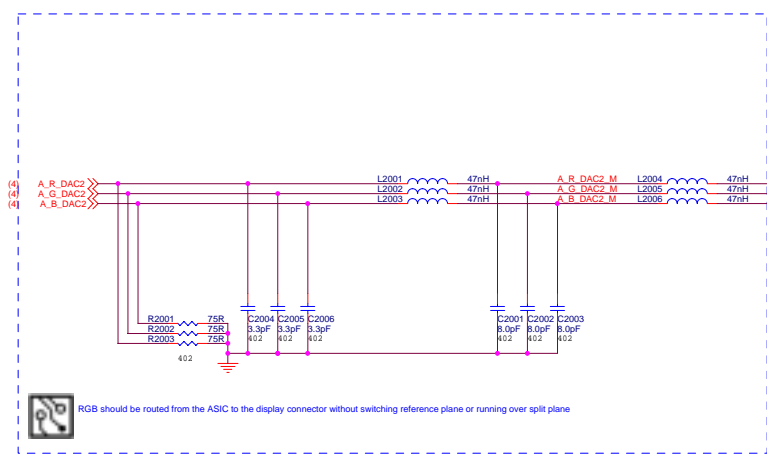 L2001 47nH A_R_DAC2_M L2004 47nH
(4) A_R_DAC2
L2002 47nH A_G_DAC2_M L2005 47nH
(4) A_G_DAC2
L2003 47nH A_B_DAC2_M L2006 47nH
(4) A_B_DAC2
R2001 75R
R2002 75R
R2003 75R
402
C2004 C2005 C2006
3.3pF 3.3pF 3.3pF
402 402 402
C2001 C2002 C2003
8.0pF 8.0pF 8.0pF
402 402 402
RGB should be routed from the ASIC to the display connector without switching reference plane or running over split plane